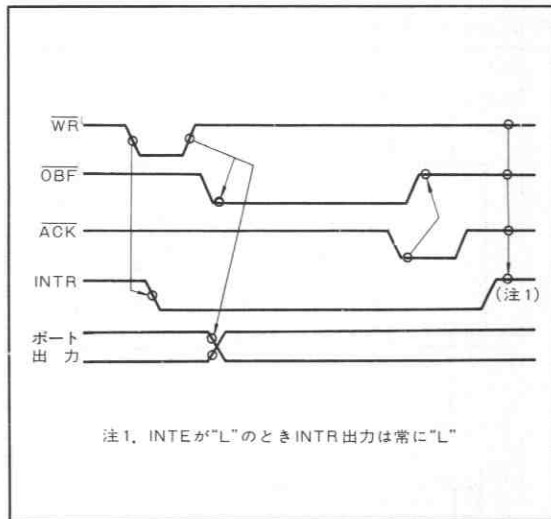 WR
OBF
ACK
INTR
(注1)
ポート
出 力
注1. INTEが“L”のときINTR出力は常に“L”